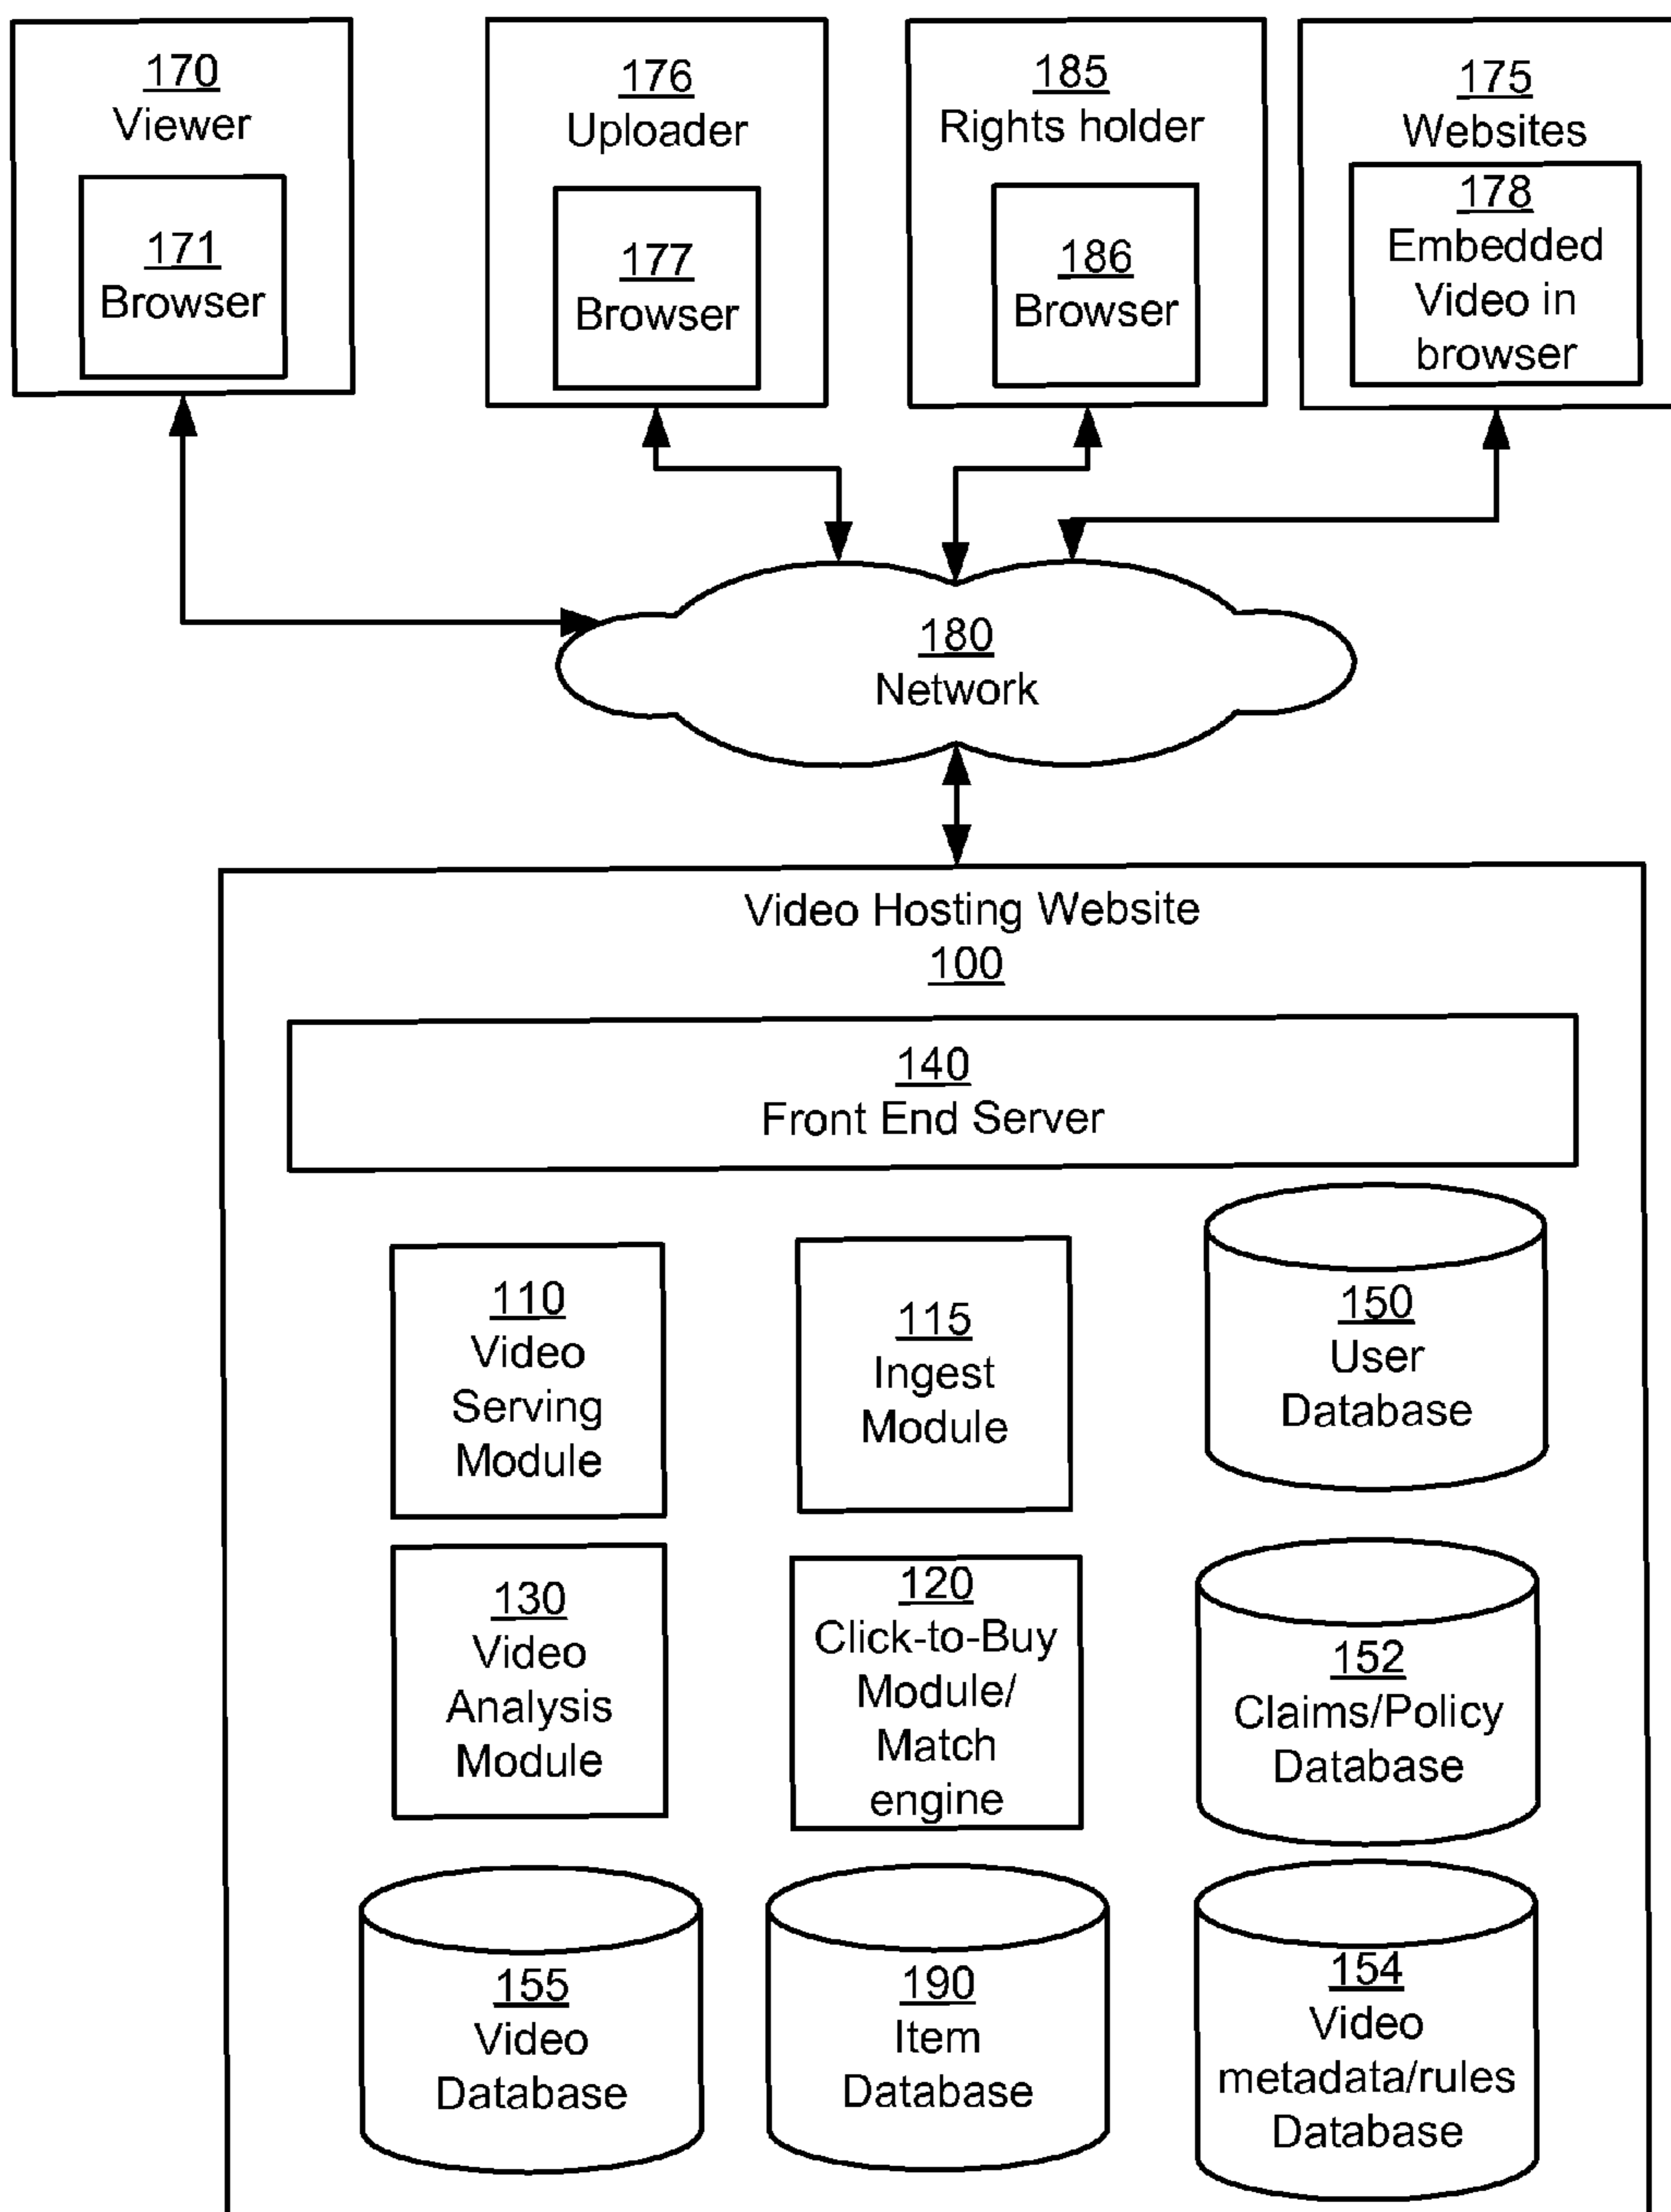 170
Viewer
171
Browser
176
Uploader
177
Browser
185
Rights holder
186
Browser
175
Websites
178
Embedded
Video in
browser
180
Network
Video Hosting Website
100
140
Front End Server
110
Video
Serving
Module
115
Ingest
Module
150
User
Database
130
Video
Analysis
Module
120
Click-to-Buy
Module/
Match
engine
152
Claims/Policy
Database
155
Video
Database
190
Item
Database
154
Video
metadata/rules
Database